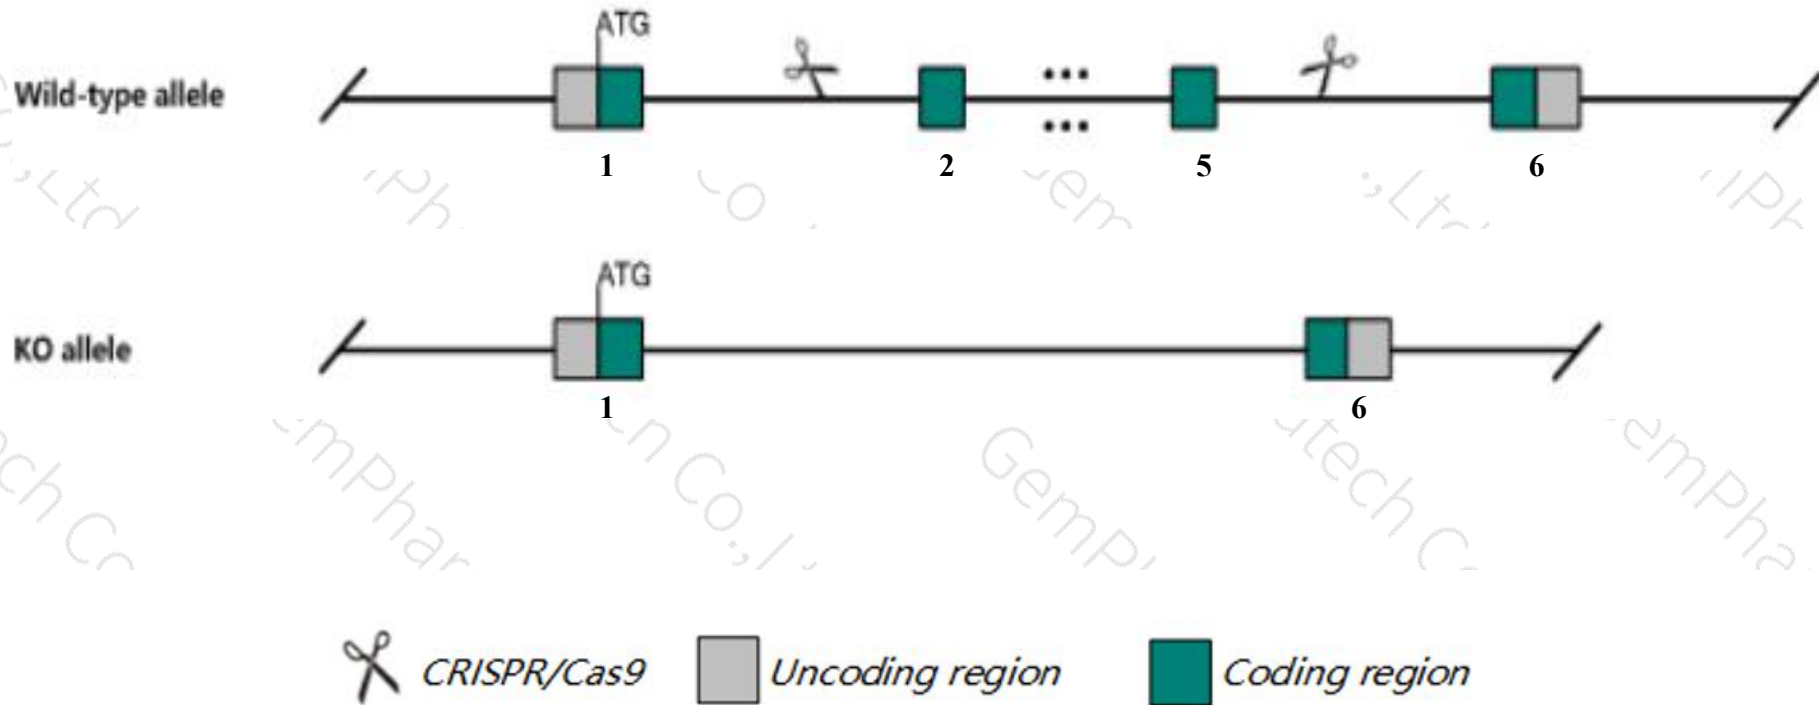 ATG
Wild-type allele
... 
...
1 2 5 6
ATG
KO allele
1 6
CRISPR/Cas9 Uncoding region Coding region
GemPh